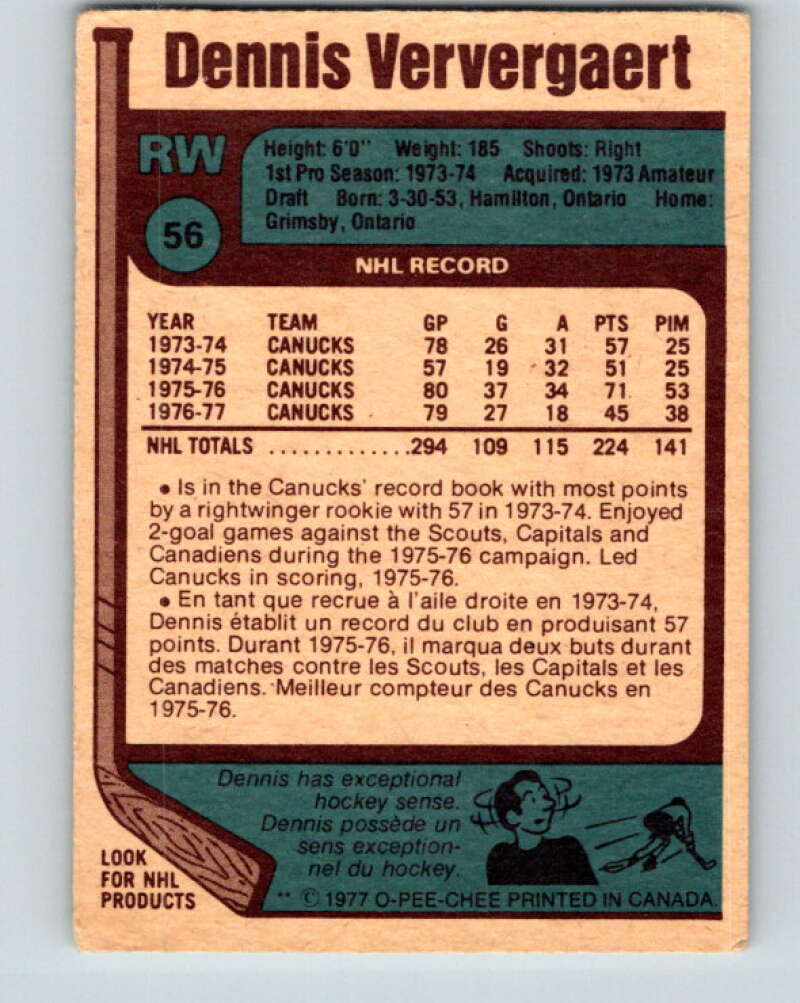 Dennis Ververgaert
RW
56
Height: 6'0" Weight: 185 Shoots: Right
1st Pro Season: 1973-74 Acquired: 1973 Amateur
Draft Born: 3-30-53, Hamilton, Ontario Home:
Grimsby, Ontario
NHL RECORD
YEAR TEAM GP G A PTS PIM
1973-74 CANUCKS 78 26 31 57 25
1974-75 CANUCKS 57 19 32 51 25
1975-76 CANUCKS 80 37 34 71 53
1976-77 CANUCKS 79 27 18 45 38
NHL TOTALS ..............294 109 115 224 141
• Is in the Canucks' record book with most points
by a rightwinger rookie with 57 in 1973-74. Enjoyed
2-goal games against the Scouts, Capitals and
Canadiens during the 1975-76 campaign. Led
Canucks in scoring, 1975-76.
• En tant que recrue à l'aile droite en 1973-74,
Dennis établit un record du club en produisant 57
points. Durant 1975-76, il marqua deux buts durant
des matches contre les Scouts, les Capitals et les
Canadiens. Meilleur compteur des Canucks en
1975-76.
Dennis has exceptional
hockey sense.
Dennis possède un
sens exception-
nel du hockey.
LOOK
FOR NHL
PRODUCTS
** © 1977 O-PEE-CHEE PRINTED IN CANADA.